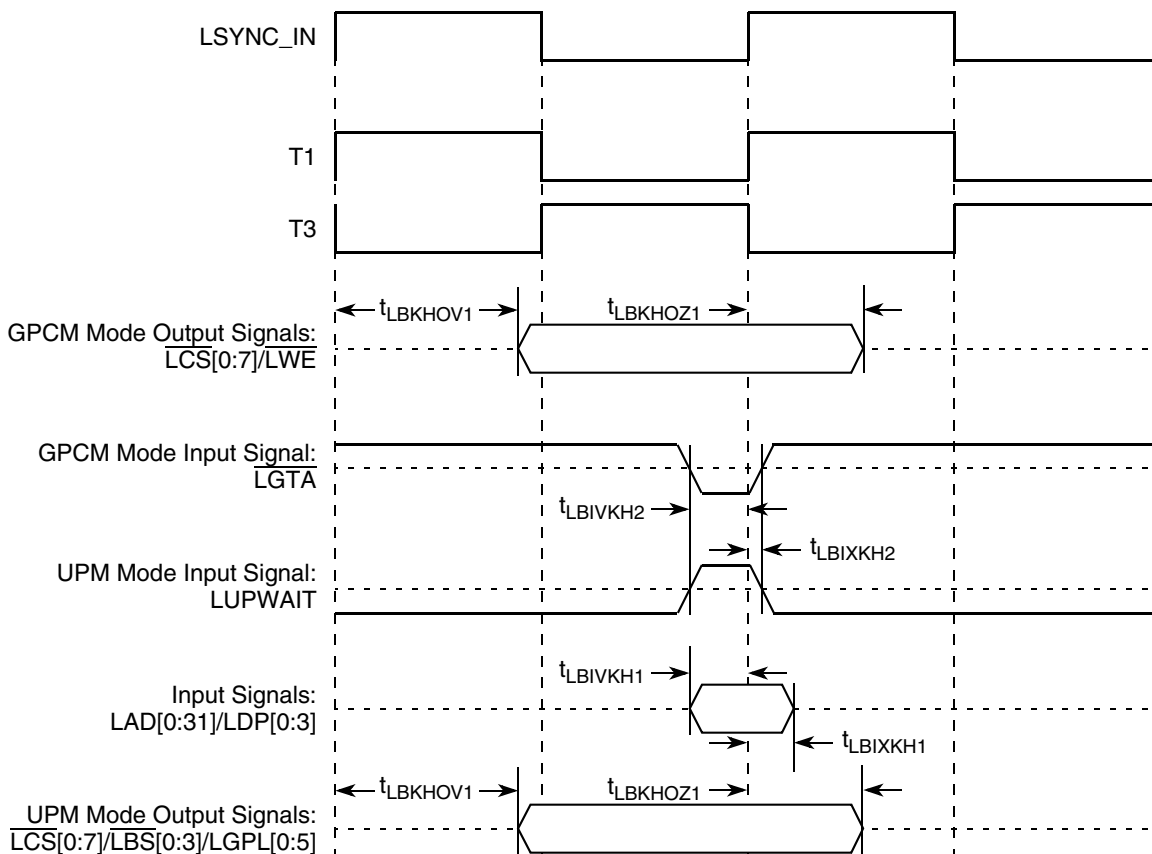 LSYNC_IN
T1
T3
tLBKHOV1
tLBKHOZ1
GPCM Mode Output Signals:
LCS[0:7]/LWE
GPCM Mode Input Signal:
LGTA
tLBIVKH2
tLBIXKH2
UPM Mode Input Signal:
LUPWAIT
tLBIVKH1
Input Signals:
LAD[0:31]/LDP[0:3]
tLBIXKH1
tLBKHOV1
tLBKHOZ1
UPM Mode Output Signals:
LCS[0:7]/LBS[0:3]/LGPL[0:5]